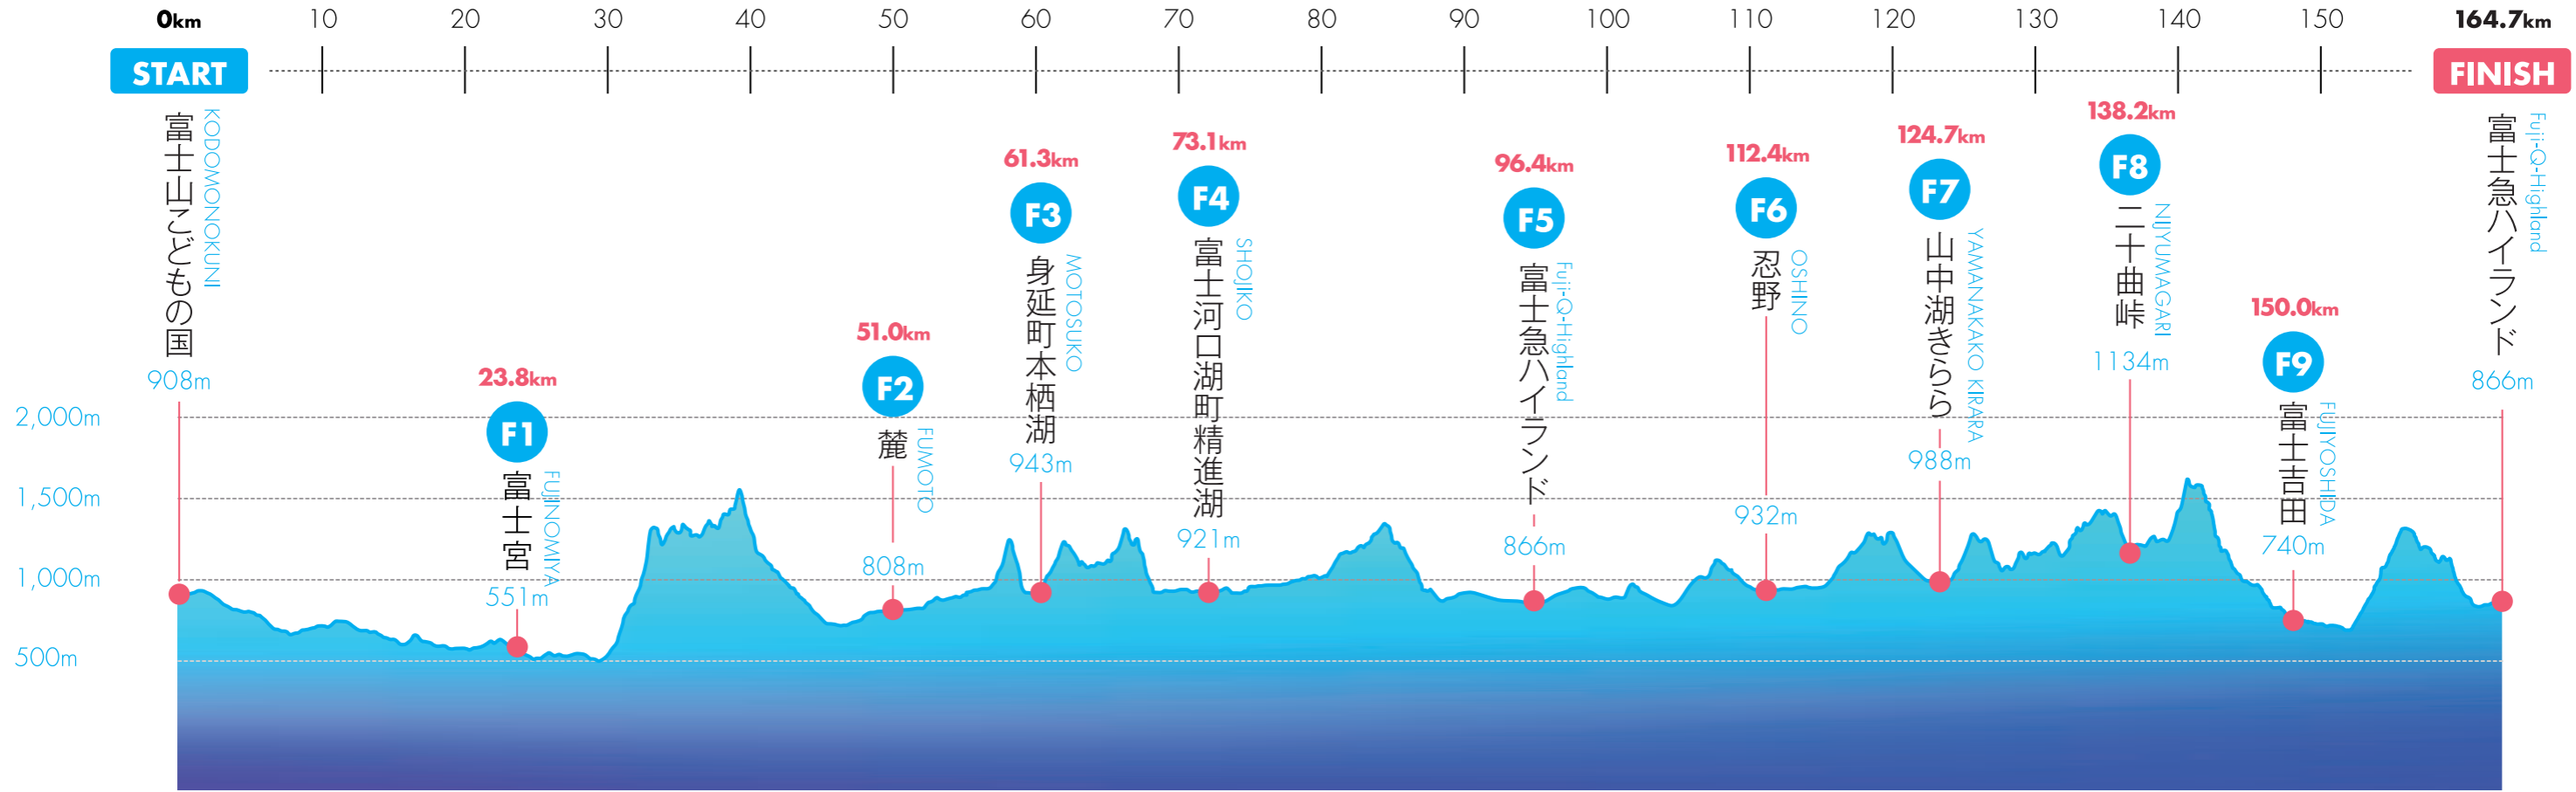 0km 10 20 30 40 50 60 70 80 90 100 110 120 130 140 150 164.7km
START
FINISH
富士山こどもの国
KODOMONOKUNI
908m
23.8km
F1
富士宮
FUJINOMIYA
551m
51.0km
F2
麓
FUMOTO
808m
61.3km
F3
身延町本栖湖
MOTOSUKO
943m
73.1km
F4
富士河口湖町精進湖
SHOJIKO
921m
96.4km
F5
富士急ハイランド
Fuji-Q-Highland
866m
112.4km
F6
忍野
OSHINO
932m
124.7km
F7
山中湖きらら
YAMANAKAKO KIRARA
988m
138.2km
F8
二十曲峠
NIJYUMAGARI
1134m
150.0km
F9
富士吉田
FUJIYOSHIDA
740m
富士急ハイランド
Fuji-Q-Highland
866m
2,000m
1,500m
1,000m
500m